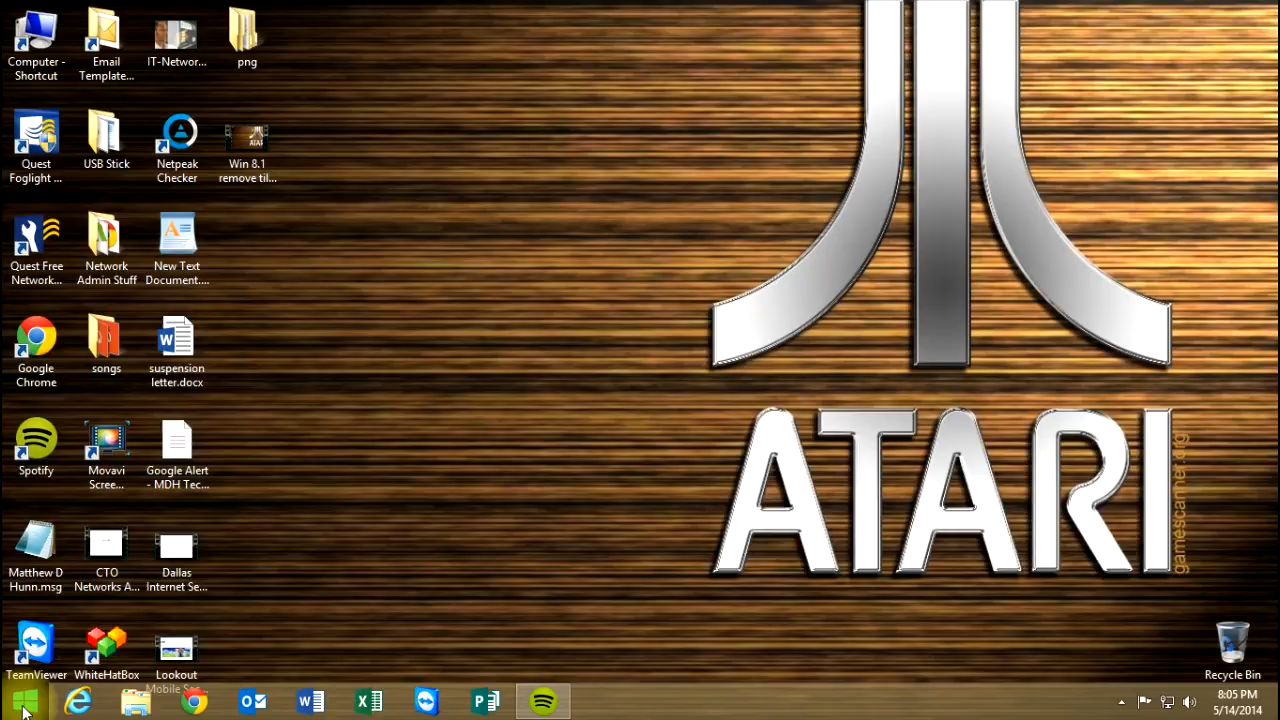 Computer -
Shortcut
Email
Template...
IT-Networ...
png
Quest
Foglight ...
USB Stick
Netpeak
Checker
Win 8.1
remove til...
Quest Free
Network...
Network
Admin Stuff
New Text
Document....
Google
Chrome
songs
suspension
letter.docx
Spotify
Movavi
Scree...
Google Alert
- MDH Tec...
Matthew D
Hunn.msg
CTO
Networks A...
Dallas
Internet Se...
TeamViewer
WhiteHatBox
Lookout
Mobile Sec...
ATARI
gamescanner.org
Recycle Bin
8:05 PM
5/14/2014